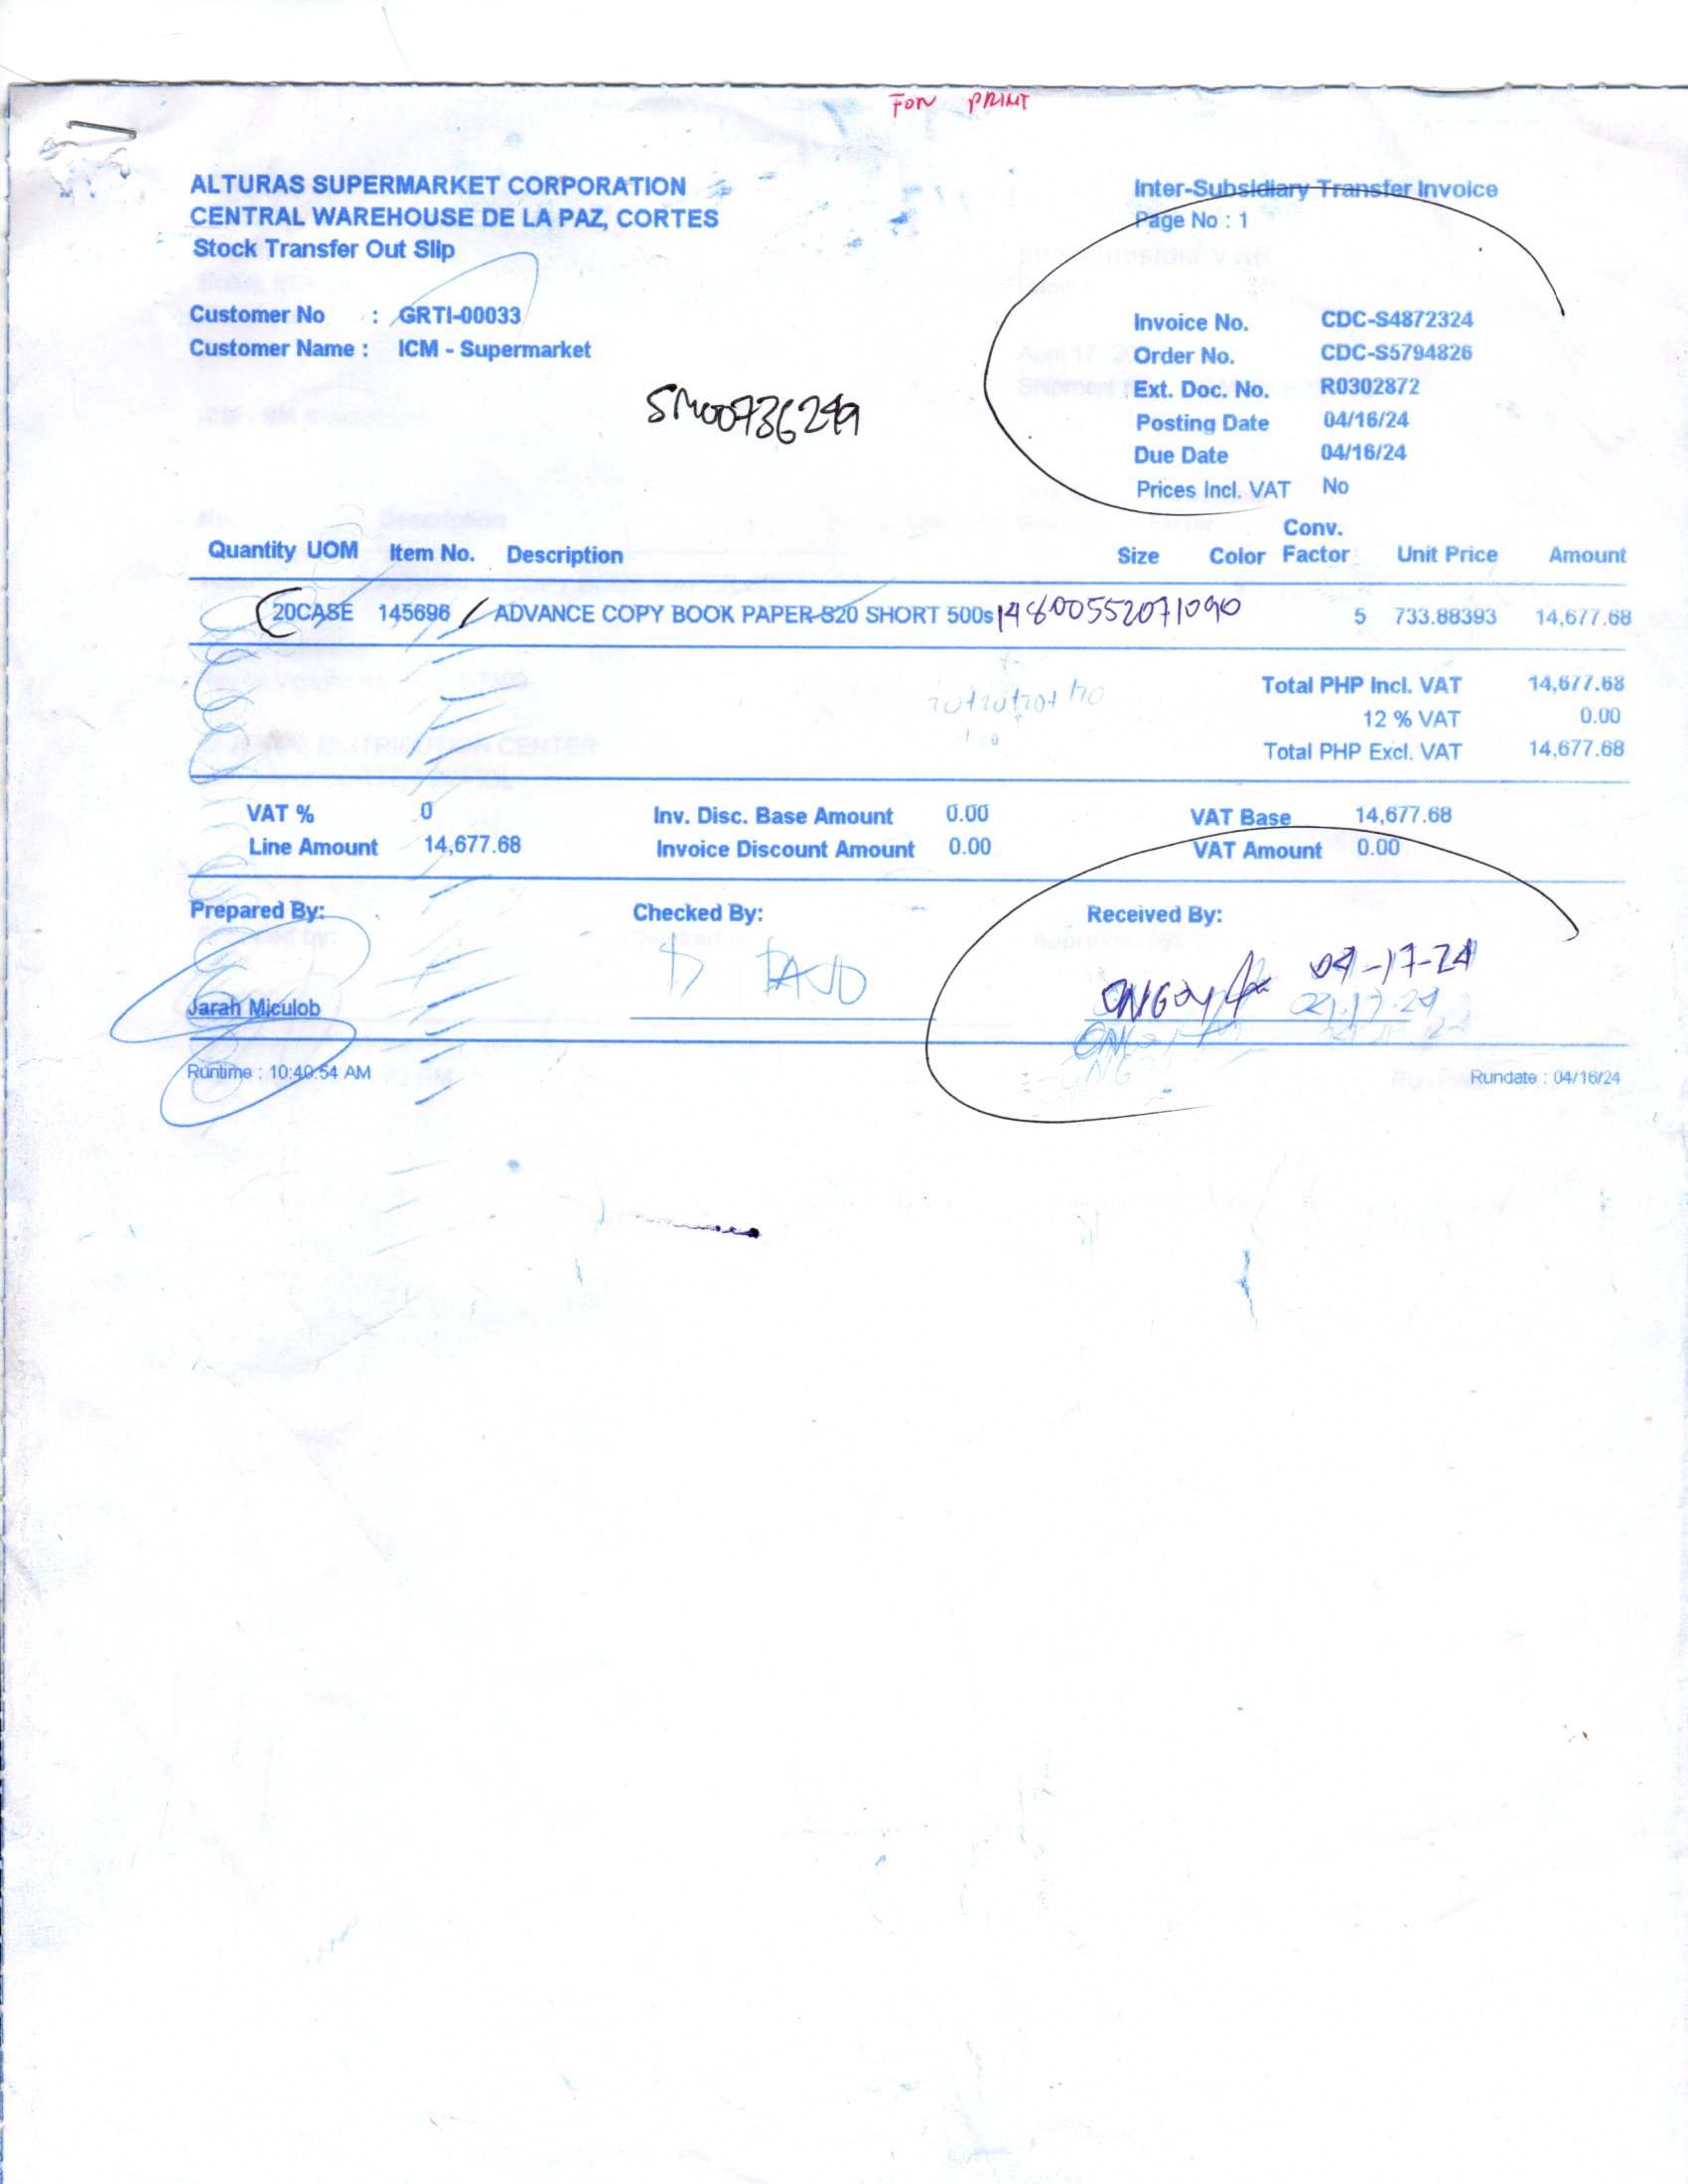 FOR PRINT
ALTURAS SUPERMARKET CORPORATION
CENTRAL WAREHOUSE DE LA PAZ, CORTES
Stock Transfer Out Slip
Inter-Subsidiary Transfer Invoice
Page No : 1
Customer No : GRTI-00033
Customer Name : ICM - Supermarket
Invoice No. CDC-S4872324
Order No. CDC-S5794826
Ext. Doc. No. R0302872
Posting Date 04/16/24
Due Date 04/16/24
Prices Incl. VAT No
Quantity UOM Item No. Description Size Color Conv. Factor Unit Price Amount
20CASE 145696 ADVANCE COPY BOOK PAPER-S20 SHORT 500s 14800552071090 5 733.88393 14,677.68
Total PHP Incl. VAT 14,677.68
12 % VAT 0.00
Total PHP Excl. VAT 14,677.68
VAT % 0 Inv. Disc. Base Amount 0.00 VAT Base 14,677.68
Line Amount 14,677.68 Invoice Discount Amount 0.00 VAT Amount 0.00
Prepared By: Checked By: Received By:
04-17-24
Jarah Miculob
Runtime : 10:40:54 AM Rundate : 04/16/24